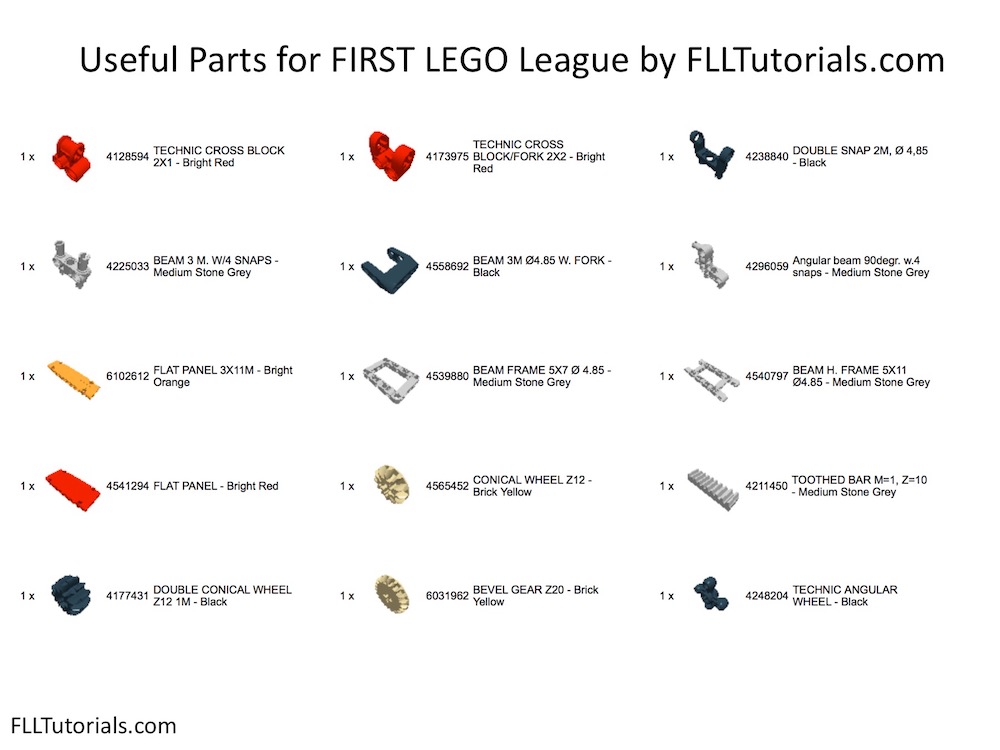 Useful Parts for FIRST LEGO League by FLLTutorials.com
1 x
4128594
TECHNIC CROSS BLOCK
2X1 - Bright Red
1 x
4173975
TECHNIC CROSS
BLOCK/FORK 2X2 - Bright
Red
1 x
4238840
DOUBLE SNAP 2M, Ø 4,85
- Black
1 x
4225033
BEAM 3 M. W/4 SNAPS -
Medium Stone Grey
1 x
4558692
BEAM 3M Ø4.85 W. FORK -
Black
1 x
4296059
Angular beam 90degr. w.4
snaps - Medium Stone Grey
1 x
6102612
FLAT PANEL 3X11M - Bright
Orange
1 x
4539880
BEAM FRAME 5X7 Ø 4.85 -
Medium Stone Grey
1 x
4540797
BEAM H. FRAME 5X11
Ø4.85 - Medium Stone Grey
1 x
4541294
FLAT PANEL - Bright Red
1 x
4565452
CONICAL WHEEL Z12 -
Brick Yellow
1 x
4211450
TOOTHED BAR M=1, Z=10
- Medium Stone Grey
1 x
4177431
DOUBLE CONICAL WHEEL
Z12 1M - Black
1 x
6031962
BEVEL GEAR Z20 - Brick
Yellow
1 x
4248204
TECHNIC ANGULAR
WHEEL - Black
FLLTutorials.com